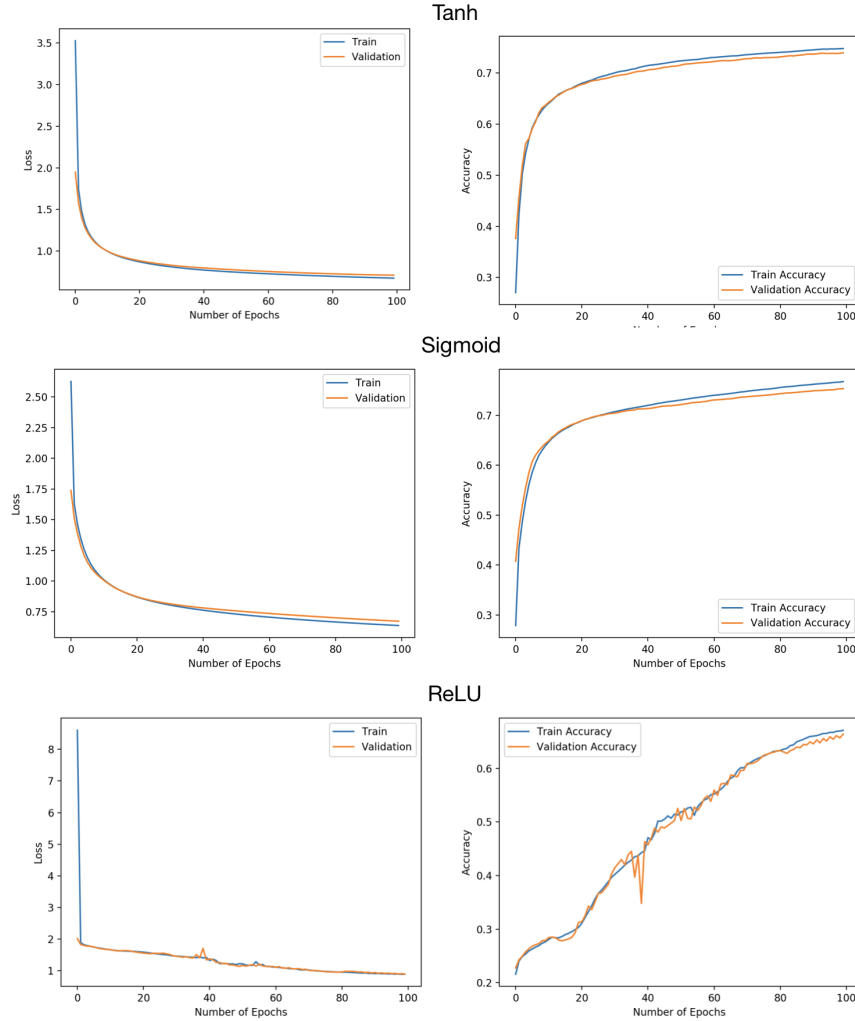 Tanh
3.5
3.0
2.5
2.0
1.5
1.0
Loss
Train
Validation
0 20 40 60 80 100
Number of Epochs
0.7
0.6
0.5
0.4
0.3
Accuracy
Train Accuracy
Validation Accuracy
0 20 40 60 80 100
Number of Epochs
Sigmoid
2.50
2.25
2.00
1.75
1.50
1.25
1.00
0.75
Loss
Train
Validation
0 20 40 60 80 100
Number of Epochs
0.7
0.6
0.5
0.4
0.3
Accuracy
Train Accuracy
Validation Accuracy
0 20 40 60 80 100
Number of Epochs
ReLU
8
7
6
5
4
3
2
1
Loss
Train
Validation
0 20 40 60 80 100
Number of Epochs
0.6
0.5
0.4
0.3
0.2
Accuracy
Train Accuracy
Validation Accuracy
0 20 40 60 80 100
Number of Epochs